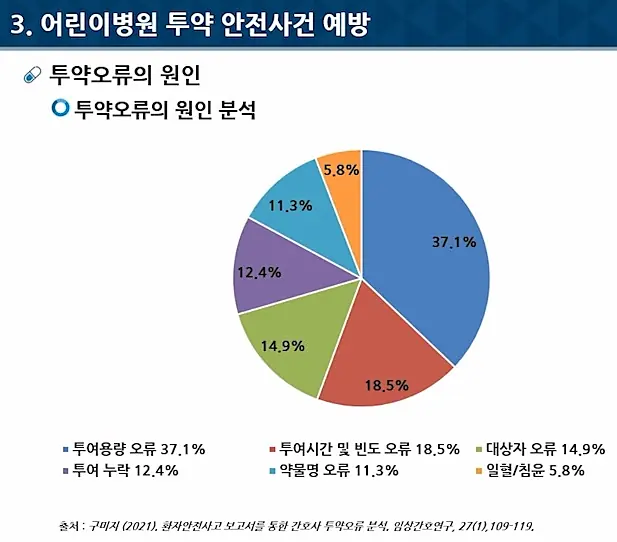 3. 어린이병원 투약 안전사건 예방
투약오류의 원인
투약오류의 원인 분석
5.8%
37.1%
11.3%
12.4%
14.9%
18.5%
투여용량 오류 37.1% 투여시간 및 빈도 오류 18.5% 대상자 오류 14.9%
투여 누락 12.4% 약물명 오류 11.3% 일혈/침윤 5.8%
출처 : 구미지 (2021). 환자안전사고 보고서를 통한 간호사 투약오류 분석. 임상간호연구, 27(1),109-119.